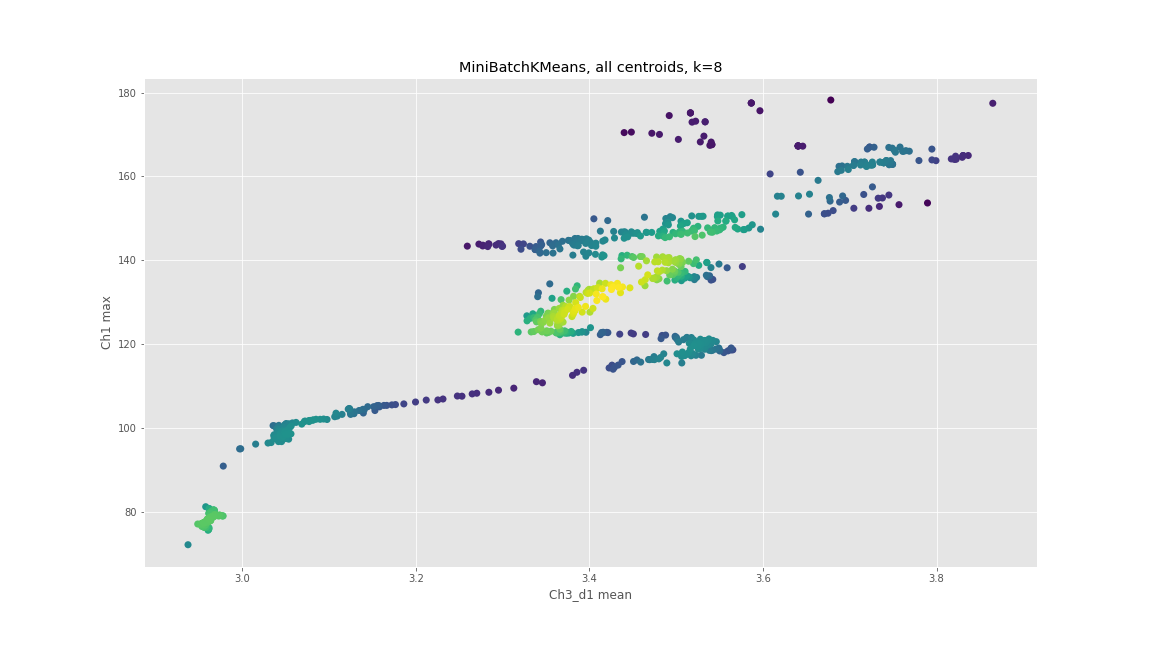 MiniBatchKMeans, all centroids, k=8
180
160
140
120
100
80
Ch1 max
3.0 3.2 3.4 3.6 3.8
Ch3_d1 mean